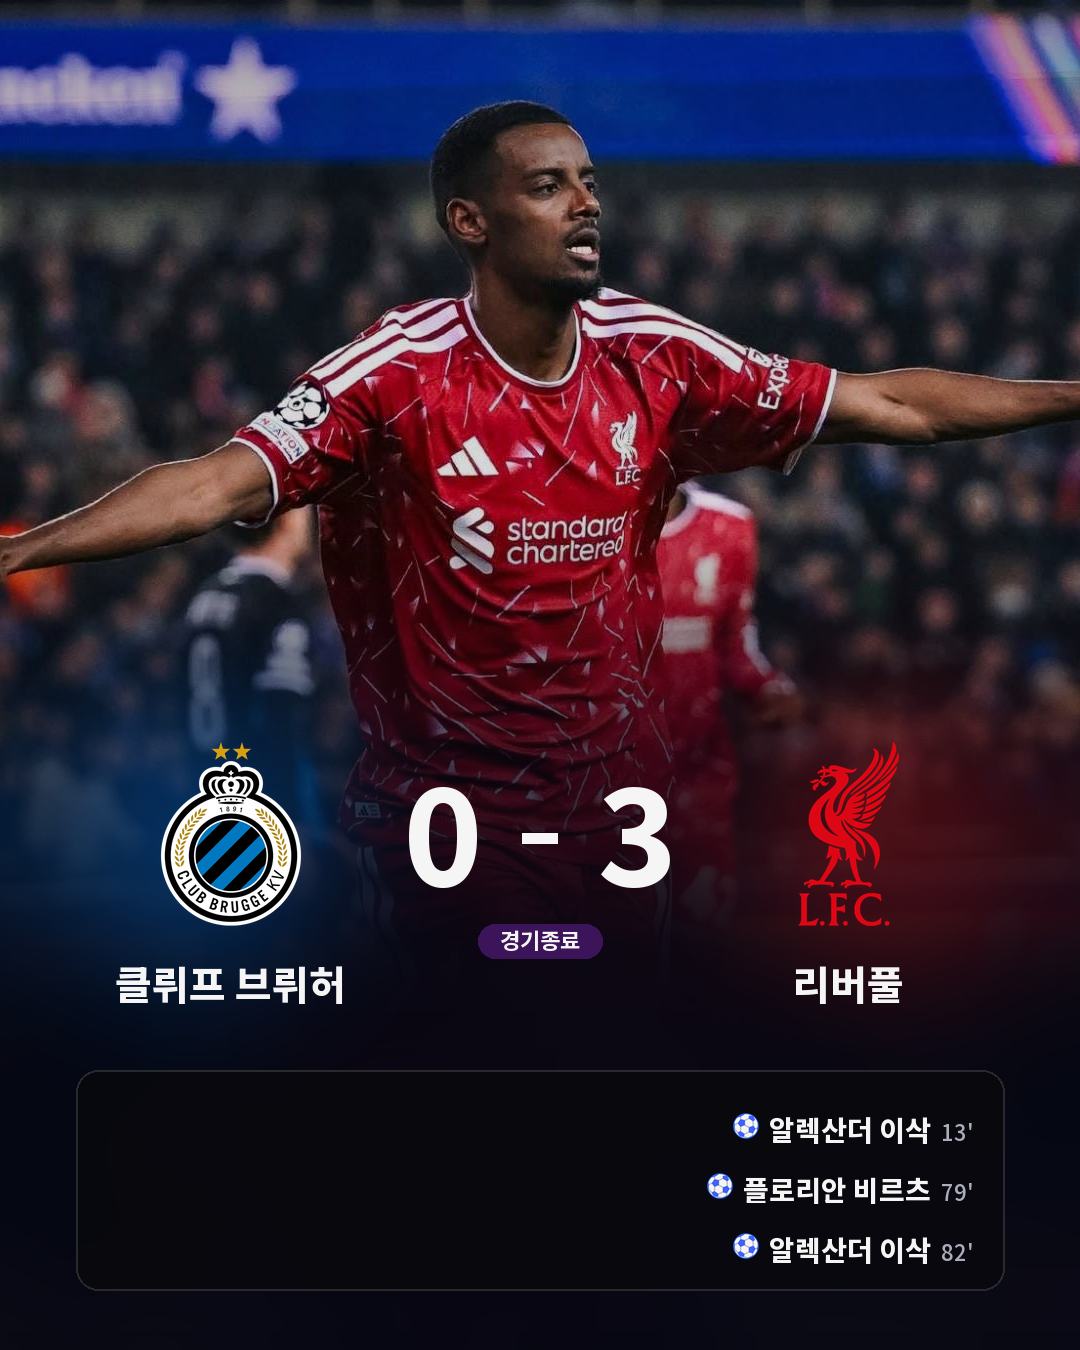 Expec
standard
chartered
L.F.C
1891
CLUB BRUGGE KV
0 - 3
L.F.C.
경기종료
클뤼프 브뤼허
리버풀
알렉산더 이삭 13'
플로리안 비르츠 79'
알렉산더 이삭 82'